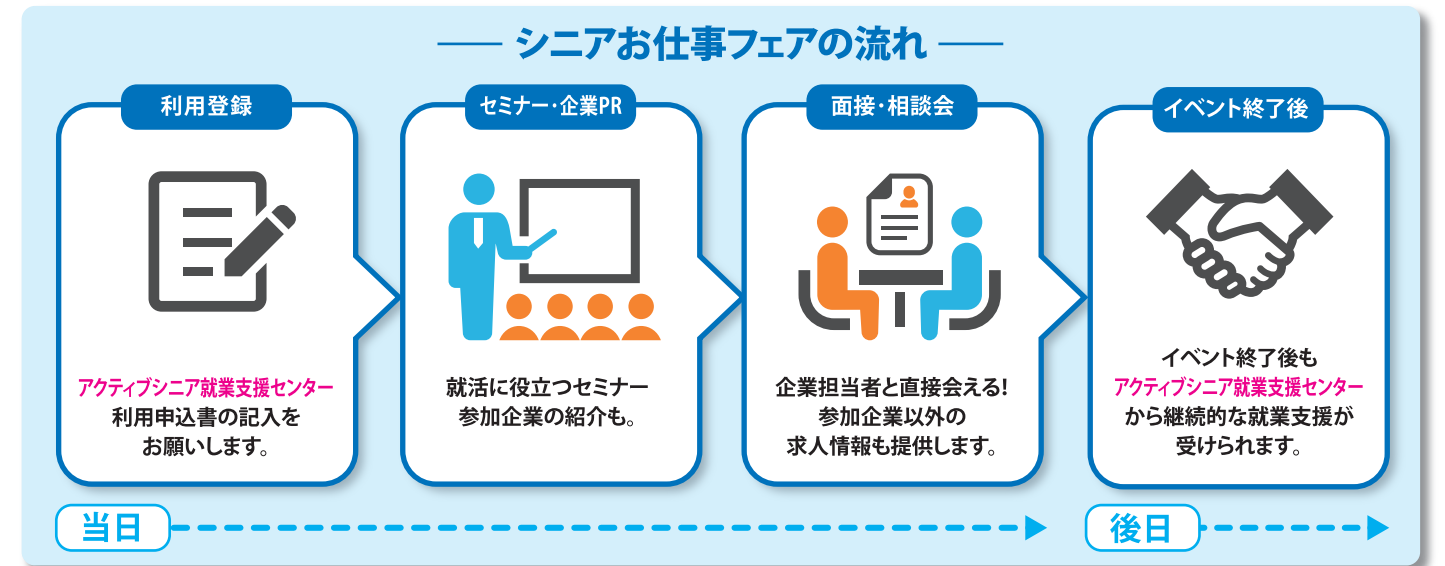 シニアお仕事フェアの流れ
利用登録
アクティブシニア就業支援センター
利用申込書の記入を
お願いします。
セミナー・企業PR
就活に役立つセミナー
参加企業の紹介も。
面接・相談会
企業担当者と直接会える!
参加企業以外の
求人情報も提供します。
イベント終了後
イベント終了後も
アクティブシニア就業支援センター
から継続的な就業支援が
受けられます。
当日
後日